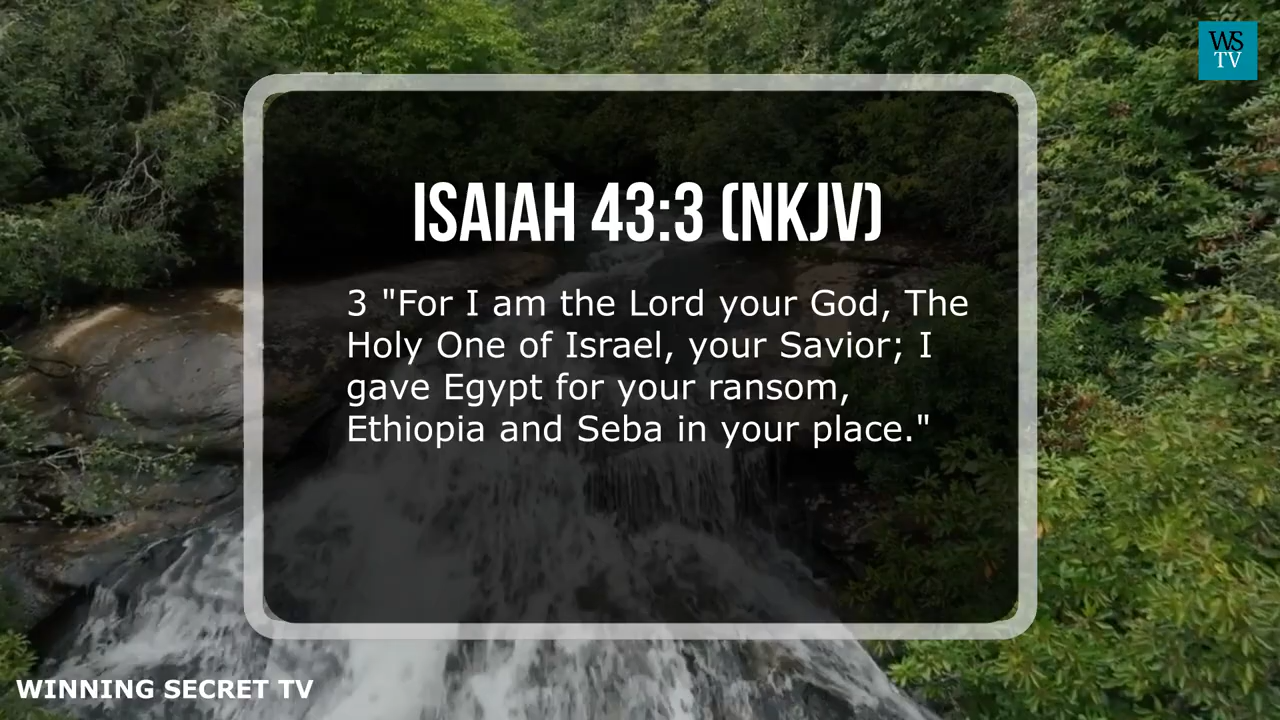 WS
TV
ISAIAH 43:3 (NKJV)
3 "For I am the Lord your God, The
Holy One of Israel, your Savior; I
gave Egypt for your ransom,
Ethiopia and Seba in your place."
WINNING SECRET TV